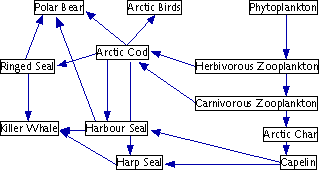 Polar Bear
Arctic Birds
Phytoplankton
Arctic Cod
Ringed Seal
Herbivorous Zooplankton
Carnivorous Zooplankton
Killer Whale
Harbour Seal
Arctic Char
Harp Seal
Capelin